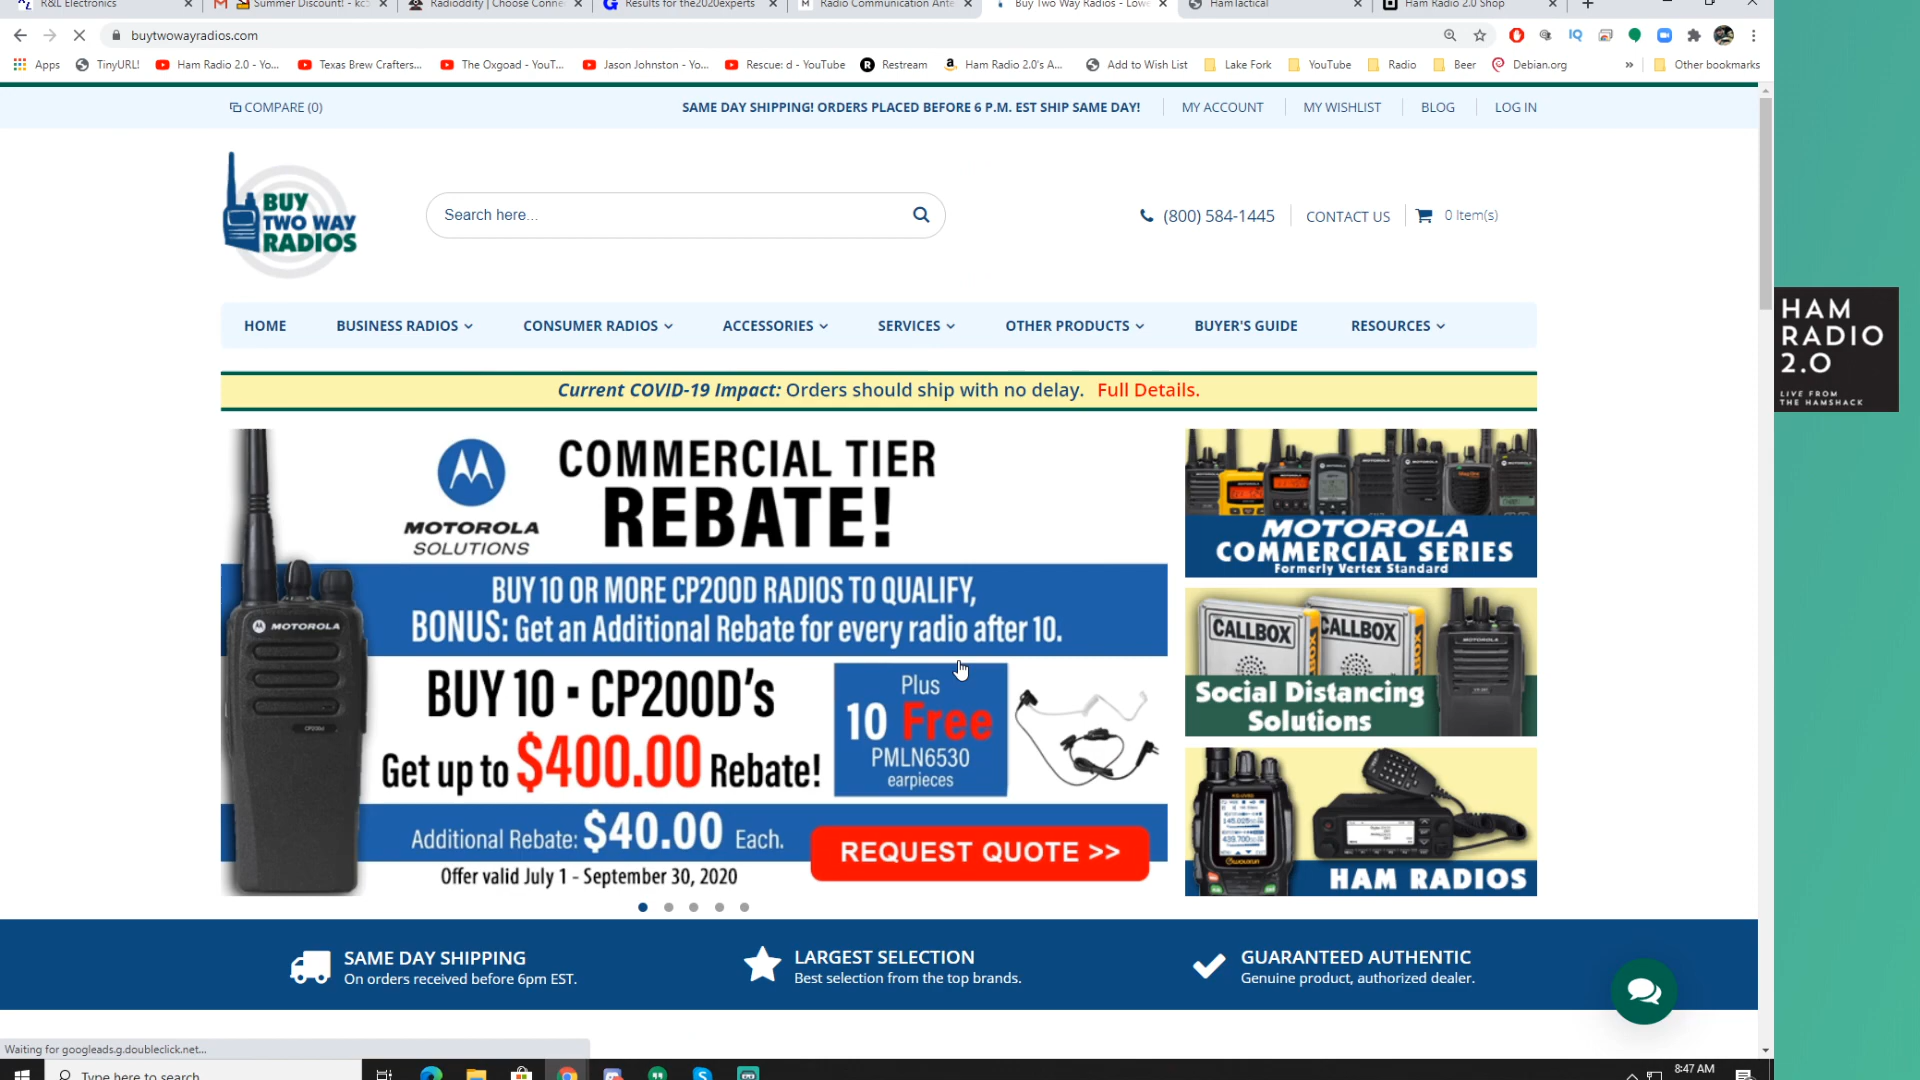 R&L Electronics
Summer Discount! - kc5
Radioddity | Choose Conne
Results for the2020experts
Radio Communication Ante
Buy Two Way Radios - Lowe
HamTactical
Ham Radio 2.0 Shop
buytwowayradios.com
Apps
TinyURL!
Ham Radio 2.0 - Yo...
Texas Brew Crafters...
The Oxgoad - YouT...
Jason Johnston - Yo...
Rescue: d - YouTube
Restream
Ham Radio 2.0's A...
Add to Wish List
Lake Fork
YouTube
Radio
Beer
Debian.org
»
Other bookmarks
COMPARE (0)
SAME DAY SHIPPING! ORDERS PLACED BEFORE 6 P.M. EST SHIP SAME DAY!
MY ACCOUNT
MY WISHLIST
BLOG
LOG IN
BUY
TWO WAY
RADIOS
Search here...
(800) 584-1445
CONTACT US
0 Item(s)
HOME
BUSINESS RADIOS
CONSUMER RADIOS
ACCESSORIES
SERVICES
OTHER PRODUCTS
BUYER'S GUIDE
RESOURCES
HAM
RADIO
2.0
LIVE FROM
THE HAMSHACK
Current COVID-19 Impact: Orders should ship with no delay. Full Details.
MOTOROLA
SOLUTIONS
COMMERCIAL TIER
REBATE!
BUY 10 OR MORE CP200D RADIOS TO QUALIFY,
BONUS: Get an Additional Rebate for every radio after 10.
MOTOROLA
BUY 10 - CP200D's
Get up to $400.00 Rebate!
Plus
10 Free
PMLN6530
earpieces
Additional Rebate: $40.00 Each.
Offer valid July 1 - September 30, 2020
REQUEST QUOTE >>
MOTOROLA
COMMERCIAL SERIES
Formerly Vertex Standard
CALLBOX
CALLBOX
Social Distancing
Solutions
HAM RADIOS
SAME DAY SHIPPING
On orders received before 6pm EST.
LARGEST SELECTION
Best selection from the top brands.
GUARANTEED AUTHENTIC
Genuine product, authorized dealer.
Waiting for googleads.g.doubleclick.net...
Type here to search
8:47 AM